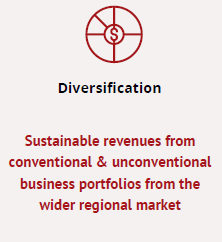 $
Diversification
Sustainable revenues from
conventional & unconventional
business portfolios from the
wider regional market